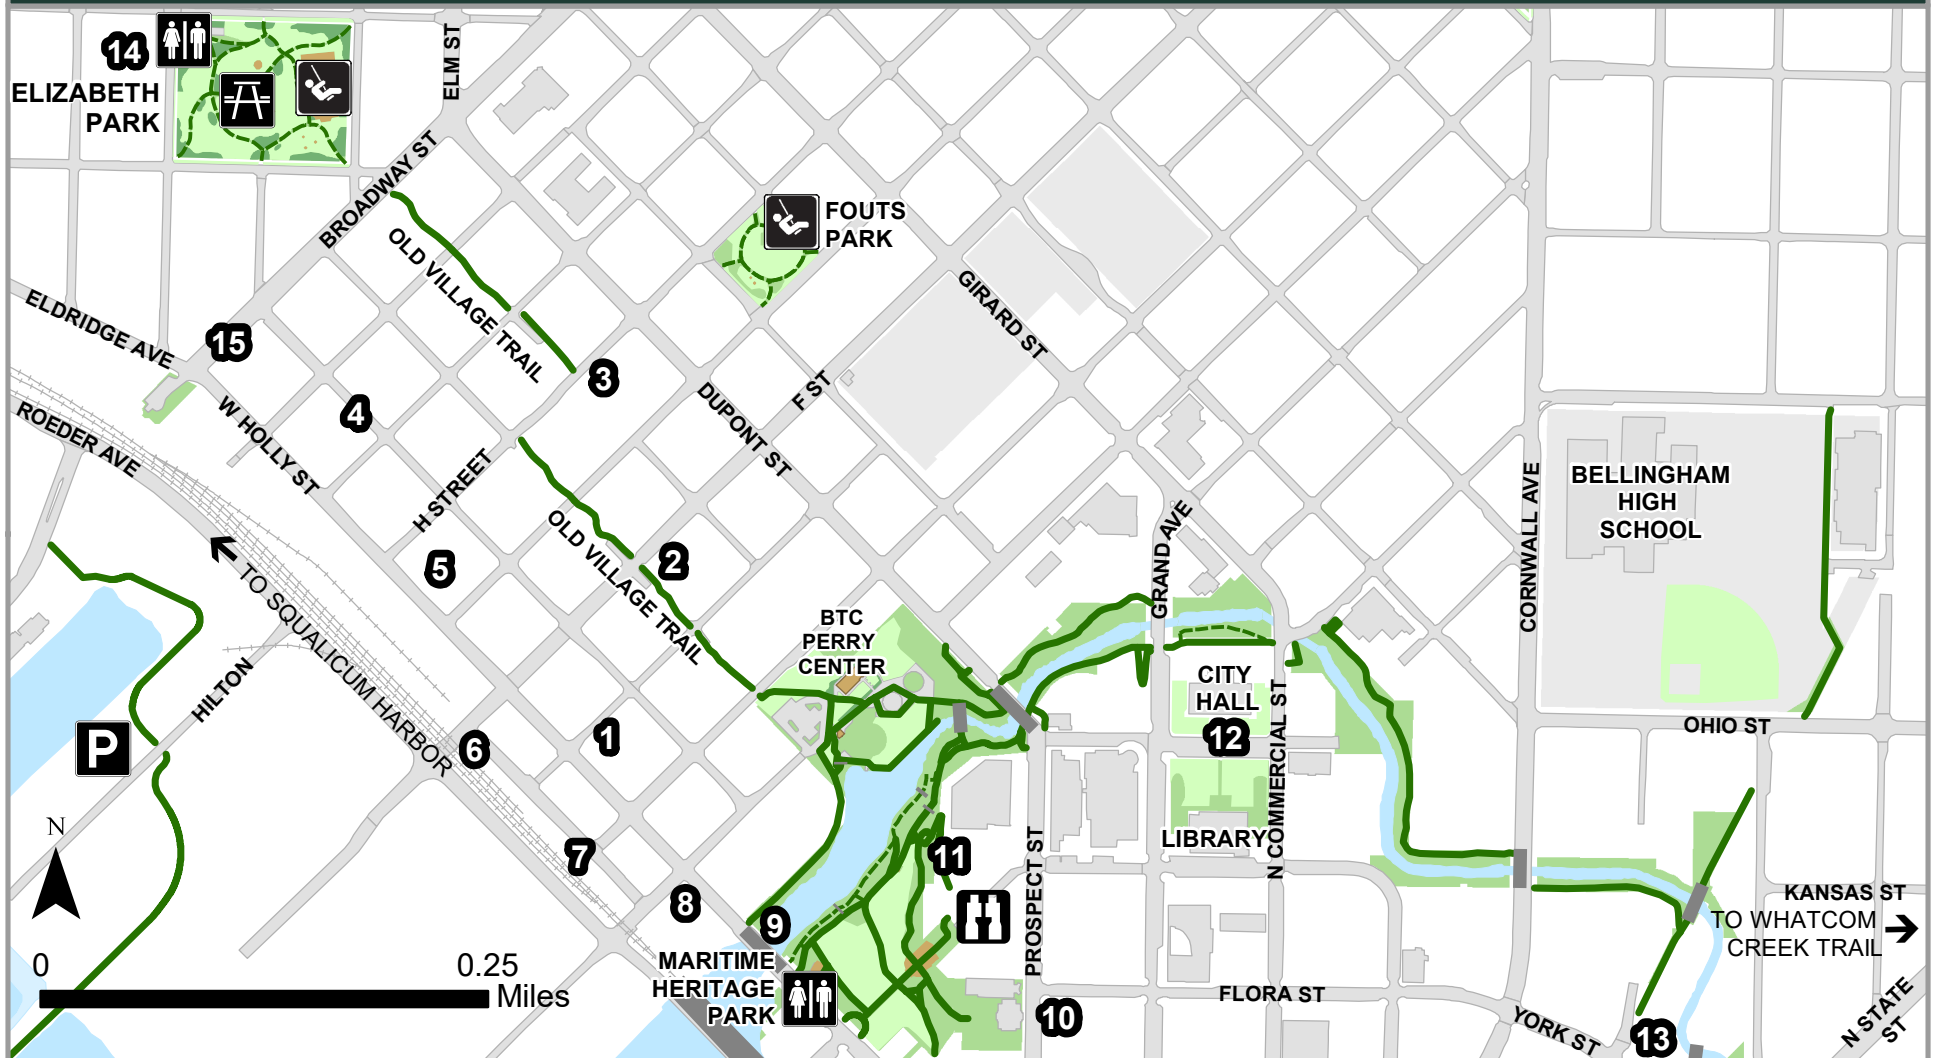 14
ELIZABETH
PARK
ELM ST
BROADWAY ST
FOUTS
PARK
OLD VILLAGE TRAIL
ELDRIDGE AVE
15
GIRARD ST
3
4
F ST
DUPONT ST
W HOLLY ST
ROEDER AVE
H STREET
BELLINGHAM
HIGH
SCHOOL
CORNWALL AVE
GRAND AVE
OLD VILLAGE TRAIL
2
5
TO SQUALICUM HARBOR
BTC
PERRY
CENTER
HILTON
CITY
HALL
12
N COMMERCIAL ST
OHIO ST
P
6
1
LIBRARY
7
11
PROSPECT ST
8
9
N
KANSAS ST
TO WHATCOM
CREEK TRAIL
0
0.25
Miles
MARITIME
HERITAGE
PARK
10
FLORA ST
YORK ST
13
N STATE
ST